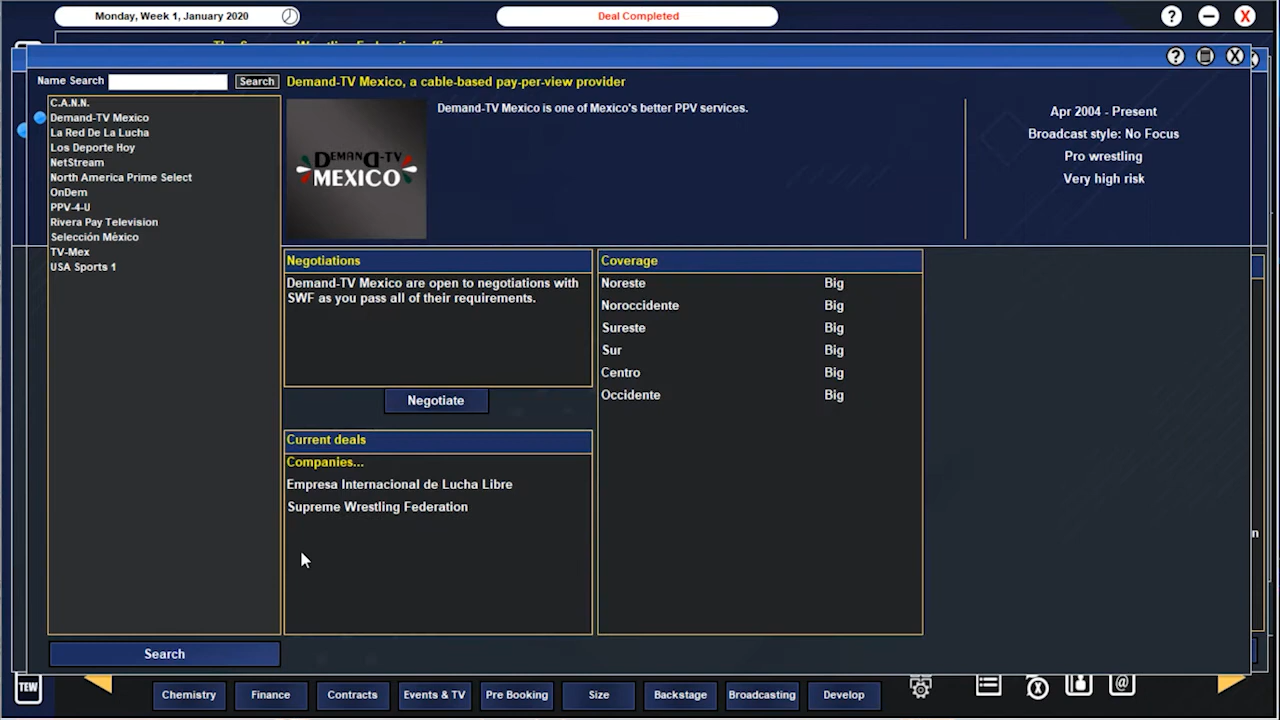 Monday, Week 1, January 2020
Deal Completed
?
X
?
X
Name Search
Search
Demand-TV Mexico, a cable-based pay-per-view provider
C.A.N.N.
Demand-TV Mexico
La Red De La Lucha
Los Deporte Hoy
NetStream
North America Prime Select
OnDem
PPV-4-U
Rivera Pay Television
Selección México
TV-Mex
USA Sports 1
Search
DEMAND-TV
MEXICO
Demand-TV Mexico is one of Mexico's better PPV services.
Apr 2004 - Present
Broadcast style: No Focus
Pro wrestling
Very high risk
Negotiations
Demand-TV Mexico are open to negotiations with
SWF as you pass all of their requirements.
Negotiate
Current deals
Companies...
Empresa Internacional de Lucha Libre
Supreme Wrestling Federation
Coverage
Noreste Big
Noroccidente Big
Sureste Big
Sur Big
Centro Big
Occidente Big
TEW
Chemistry
Finance
Contracts
Events & TV
Pre Booking
Size
Backstage
Broadcasting
Develop